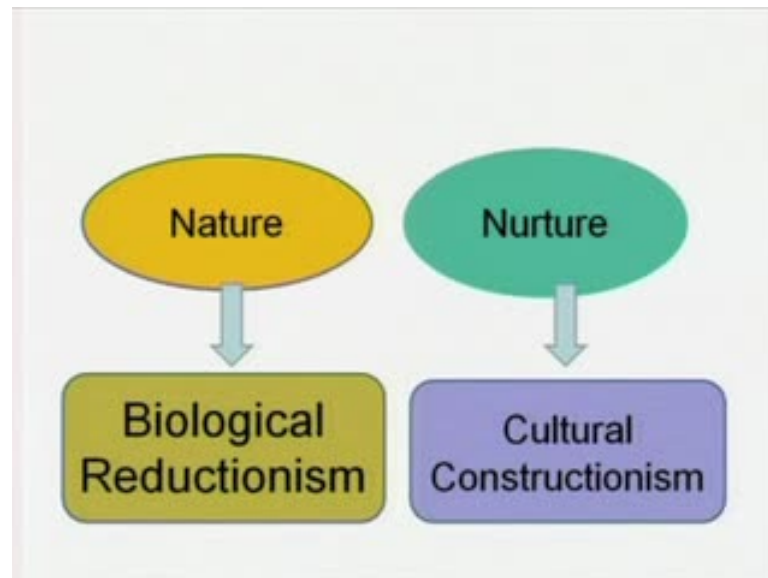 Nature
Nurture
Biological
Reductionism
Cultural
Constructionism